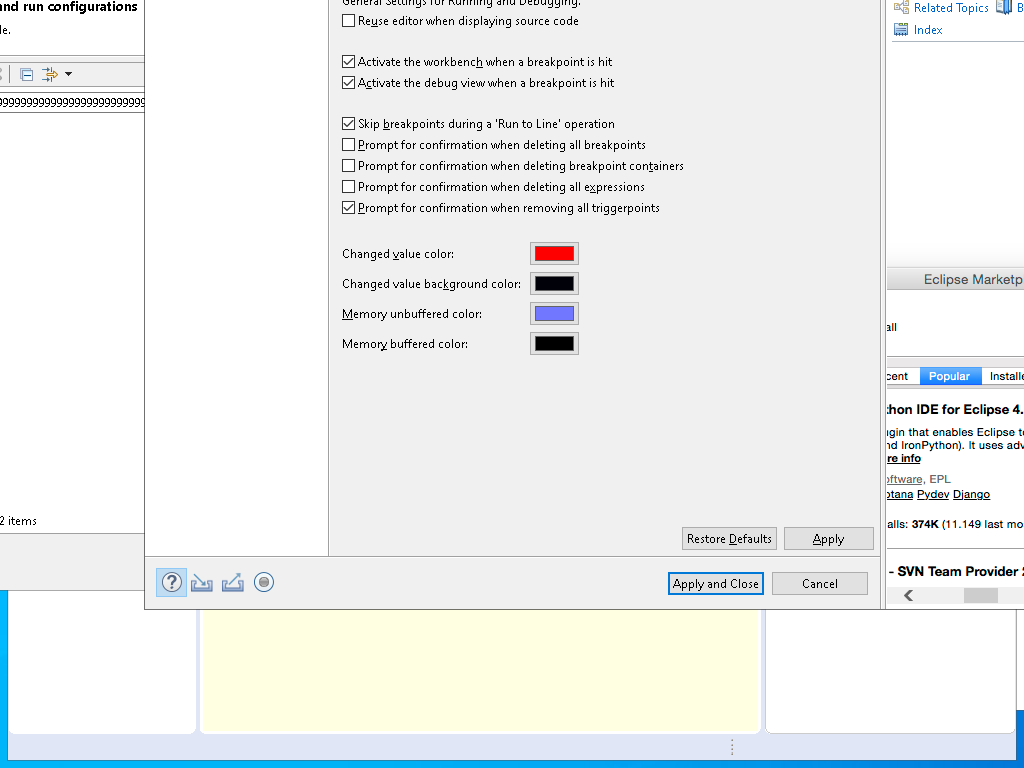 and run configurations
le.
General Settings for Running and Debugging.
Reuse editor when displaying source code
Activate the workbench when a breakpoint is hit
Activate the debug view when a breakpoint is hit
Skip breakpoints during a 'Run to Line' operation
Prompt for confirmation when deleting all breakpoints
Prompt for confirmation when deleting breakpoint containers
Prompt for confirmation when deleting all expressions
Prompt for confirmation when removing all triggerpoints
Changed value color:
Changed value background color:
Memory unbuffered color:
Memory buffered color:
2 items
Restore Defaults
Apply
Apply and Close
Cancel
Related Topics
B
Index
Eclipse Marketp
all
cent
Popular
Installe
thon IDE for Eclipse 4.
ugin that enables Eclipse to
nd IronPython). It uses adv
re info
oftware, EPL
ptana Pydev Django
alls: 374K (11.149 last mo
- SVN Team Provider 2